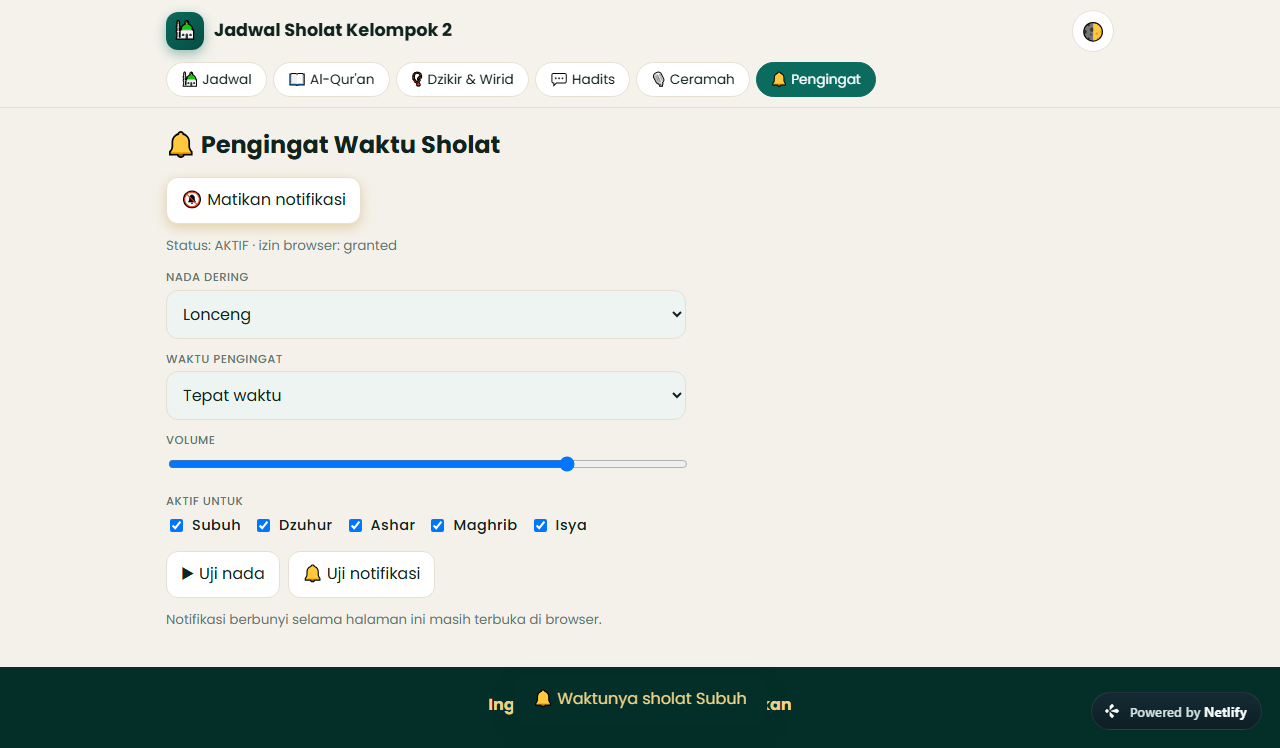 Jadwal Sholat Kelompok 2
Jadwal
Al-Qur'an
Dzikir & Wirid
Hadits
Ceramah
Pengingat
Pengingat Waktu Sholat
Matikan notifikasi
Status: AKTIF · izin browser: granted
NADA DERING
Lonceng
WAKTU PENGINGAT
Tepat waktu
VOLUME
AKTIF UNTUK
Subuh
Dzuhur
Ashar
Maghrib
Isya
Uji nada
Uji notifikasi
Notifikasi berbunyi selama halaman ini masih terbuka di browser.
Waktunya sholat Subuh
Powered by Netlify